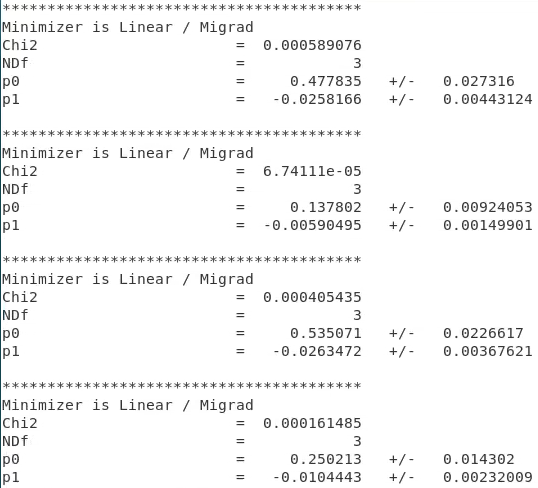 ****************************************
Minimizer is Linear / Migrad
Chi2                      =  0.000589076
NDf                       =            3
p0                        =     0.477835   +/-   0.027316
p1                        =   -0.0258166   +/-   0.00443124

****************************************
Minimizer is Linear / Migrad
Chi2                      =  6.74111e-05
NDf                       =            3
p0                        =     0.137802   +/-   0.00924053
p1                        =  -0.00590495   +/-   0.00149901

****************************************
Minimizer is Linear / Migrad
Chi2                      =  0.000405435
NDf                       =            3
p0                        =     0.535071   +/-   0.0226617
p1                        =   -0.0263472   +/-   0.00367621

****************************************
Minimizer is Linear / Migrad
Chi2                      =  0.000161485
NDf                       =            3
p0                        =     0.250213   +/-   0.014302
p1                        =   -0.0104443   +/-   0.00232009